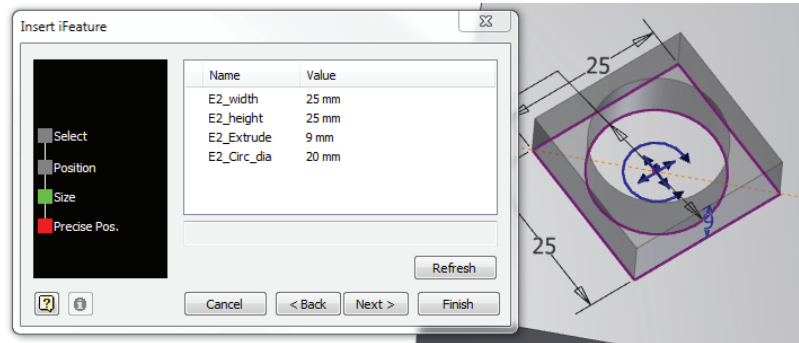 Insert iFeature
Select
Position
Size
Precise Pos.
Name Value
E2_width 25 mm
E2_height 25 mm
E2_Extrude 9 mm
E2_Circ_dia 20 mm
Refresh
Cancel < Back Next > Finish
25
9
25